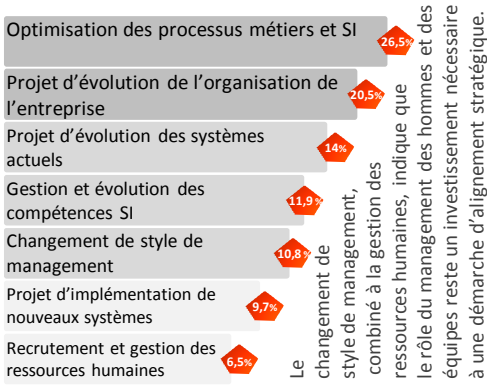 Optimisation des processus métiers et SI
26,5%
Projet d'évolution de l'organisation de
l'entreprise
20,5%
Projet d'évolution des systèmes
actuels
14%
Gestion et évolution des
compétences SI
11,9%
Changement de style de
management
10,8%
Projet d'implémentation de
nouveaux systèmes
9,7%
Recrutement et gestion des
ressources humaines
6,5%
Le
changement de
style de management,
combiné à la gestion des
ressources humaines, indique que
le rôle du management des hommes et des
équipes reste un investissement nécessaire
à une démarche d'alignement stratégique.